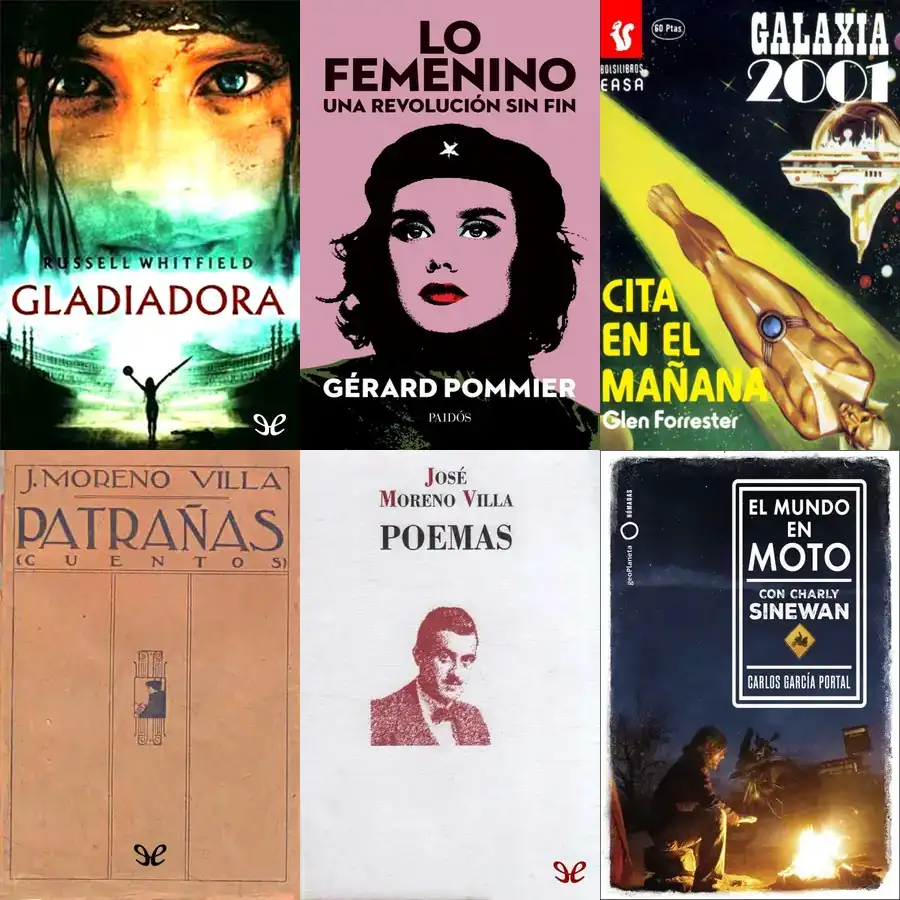 RUSSELL WHITFIELD
GLADIADORA
LO
FEMENINO
UNA REVOLUCIÓN SIN FIN
GÉRARD POMMIER
PAIDÓS
60 Ptas
BOLSILIBROS
EASA
GALAXIA
2001
CITA
EN EL
MAÑANA
Glen Forrester
J. MORENO VILLA
PATRAÑAS
(CUENTOS)
JOSÉ
MORENO VILLA
POEMAS
geoPlaneta
NÓMADAS
EL MUNDO
EN
MOTO
CON CHARLY
SINEWAN
CARLOS GARCÍA PORTAL